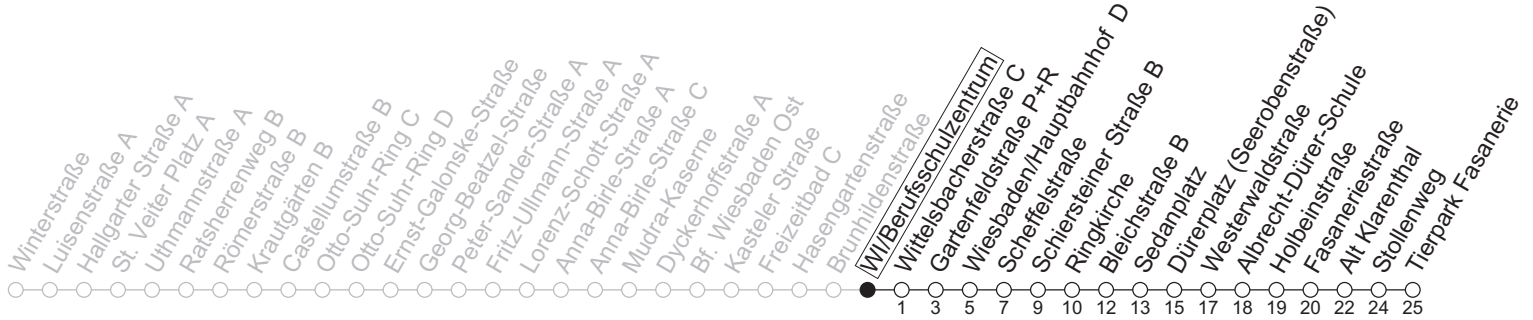 Winterstraße
Luisenstraße A
Hallgarter Straße A
St. Veiter Platz A
Uthmannstraße A
Ratsherrenweg B
Römerstraße B
Krautgärten B
Castellumstraße B
Otto-Suhr-Ring C
Otto-Suhr-Ring D
Ernst-Galonske-Straße
Georg-Beatzel-Straße
Peter-Sander-Straße A
Fritz-Ullmann-Straße A
Lorenz-Schott-Straße A
Anna-Birle-Straße A
Anna-Birle-Straße C
Mudra-Kaserne
Dyckerhoffstraße A
Bf. Wiesbaden Ost
Kasteler Straße
Freizeitbad C
Hasengartenstraße
Brunhildenstraße
WI/Berufsschulzentrum
Wittelsbacherstraße C
Gartenfeldstraße P+R
Wiesbaden/Hauptbahnhof D
Scheffelstraße
Schiersteiner Straße B
Ringkirche
Bleichstraße B
Sedanplatz
Dürerplatz (Seerobenstraße)
Westerwaldstraße
Albrecht-Dürer-Schule
Holbeinstraße
Fasaneriestraße
Alt Klarenthal
Stollenweg
Tierpark Fasanerie
1 3 5 7 9 10 12 13 15 17 18 19 20 22 24 25